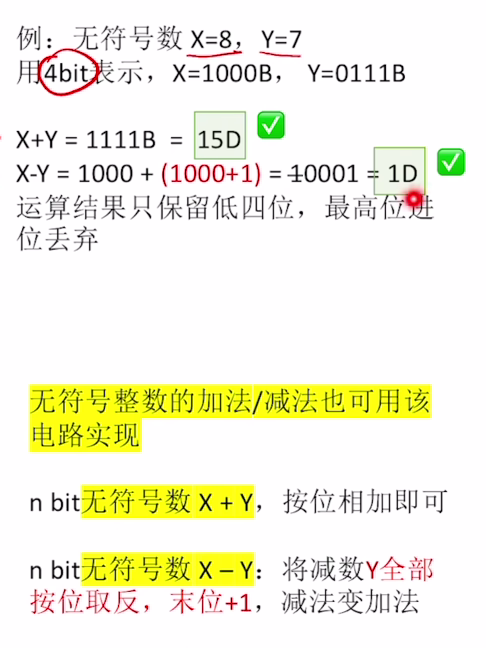 例：无符号数 X=8，Y=7
用4bit表示，X=1000B， Y=0111B
X+Y = 1111B = 15D
X-Y = 1000 + (1000+1) = 10001 = 1D
运算结果只保留低四位，最高位进
位丢弃
无符号整数的加法/减法也可用该
电路实现
n bit无符号数 X + Y，按位相加即可
n bit无符号数 X – Y：将减数Y全部
按位取反，末位+1，减法变加法